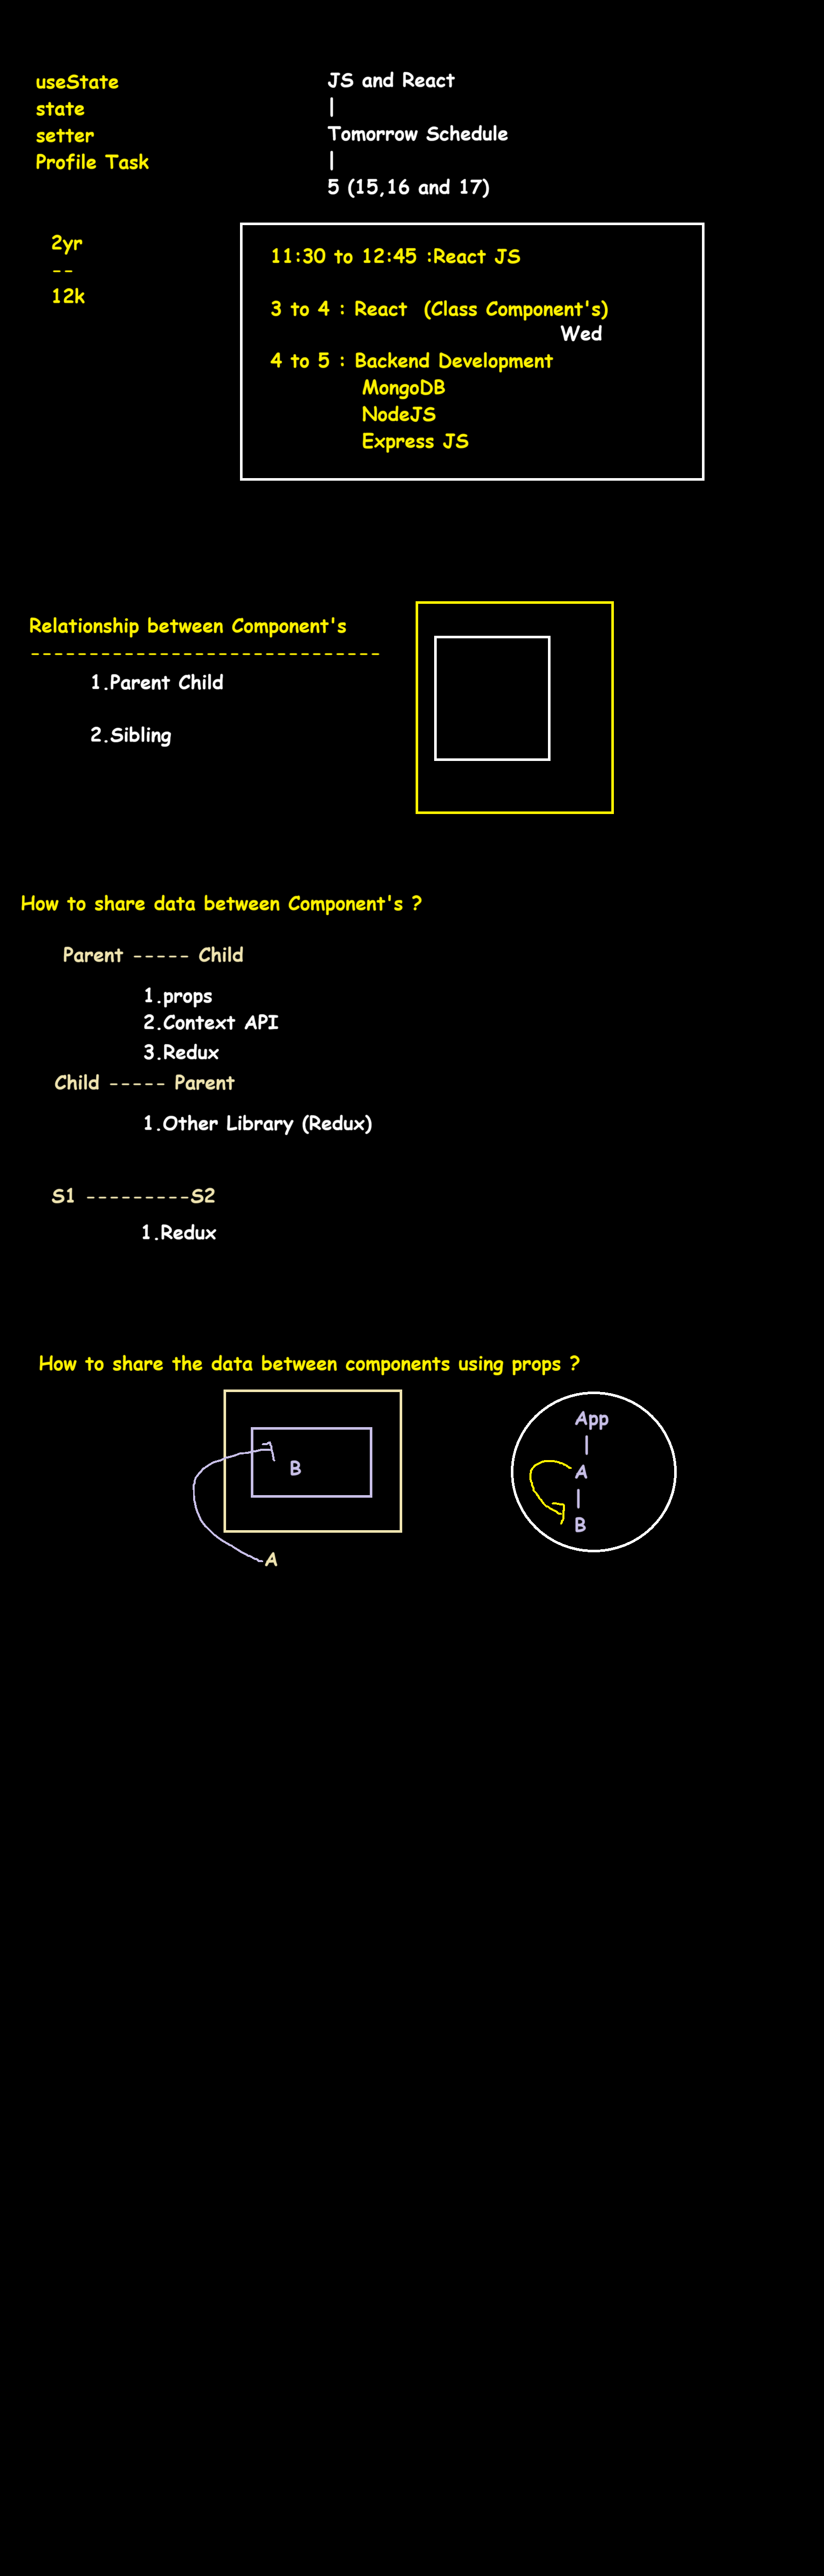 useState
state
setter
Profile Task
JS and React
|
Tomorrow Schedule
|
5 (15,16 and 17)
2yr
--
12k
11:30 to 12:45 :React JS
3 to 4 : React  (Class Component's)
Wed
4 to 5 : Backend Development
MongoDB
NodeJS
Express JS
Relationship between Component's
------------------------------
1.Parent Child
2.Sibling
How to share data between Component's ?
Parent ----- Child
1.props
2.Context API
3.Redux
Child ----- Parent
1.Other Library (Redux)
S1 ---------S2
1.Redux
How to share the data between components using props ?
B
A
App
|
A
|
B